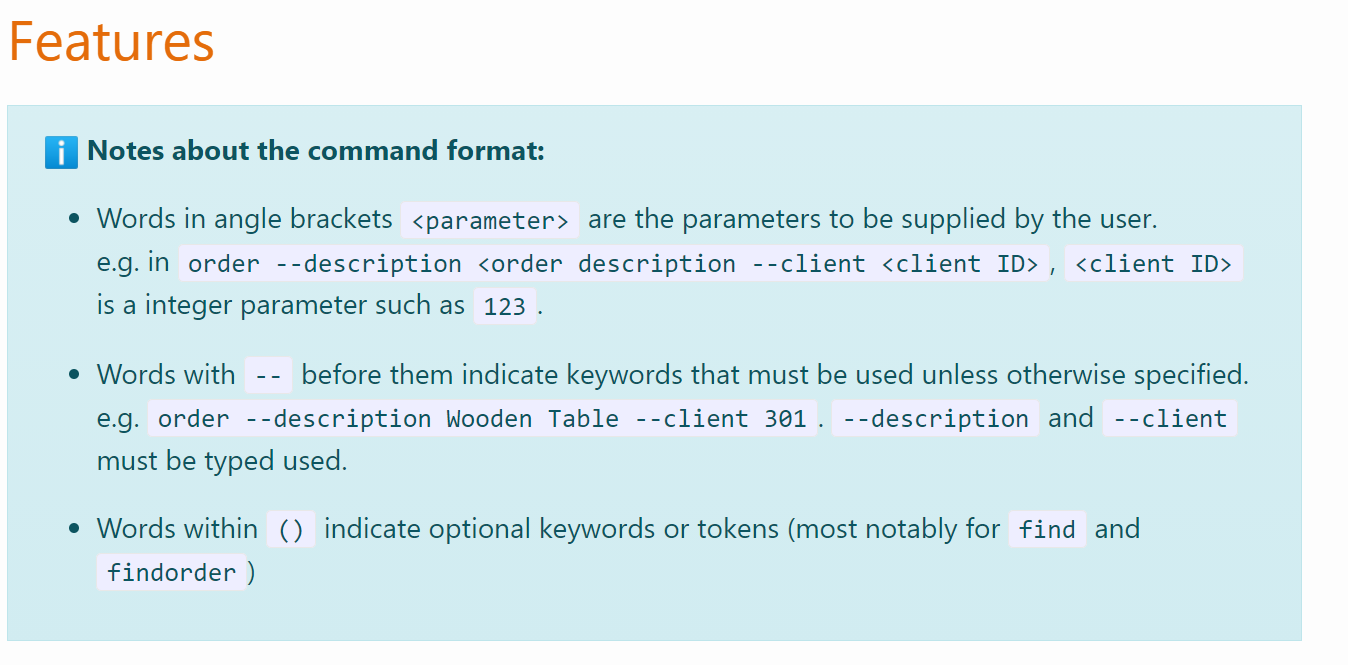 Features
Notes about the command format:
• Words in angle brackets <parameter> are the parameters to be supplied by the user.
e.g. in order --description <order description --client <client ID> , <client ID>
is a integer parameter such as 123 .
• Words with -- before them indicate keywords that must be used unless otherwise specified.
e.g. order --description Wooden Table --client 301 . --description and --client
must be typed used.
• Words within () indicate optional keywords or tokens (most notably for find and
findorder )